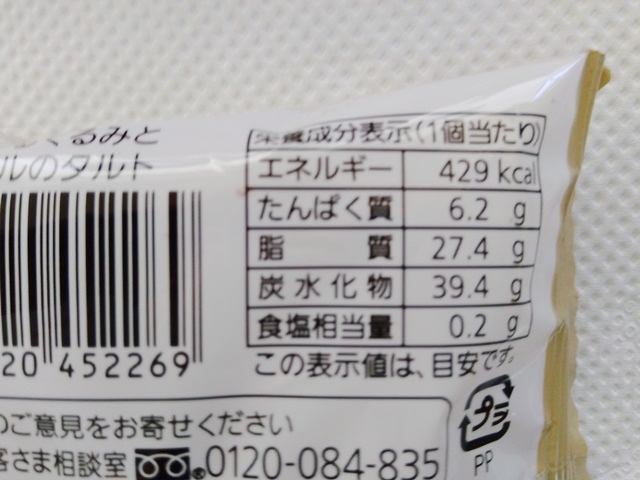 くるみと
ルのタルト
栄養成分表示(1個当たり)
エネルギー 429 kcal
たんぱく質 6.2 g
脂質 27.4 g
炭水化物 39.4 g
食塩相当量 0.2 g
この表示値は、目安です。
20 452269
のご意見をお寄せください
客さま相談室 0120-084-835
プラ
PP